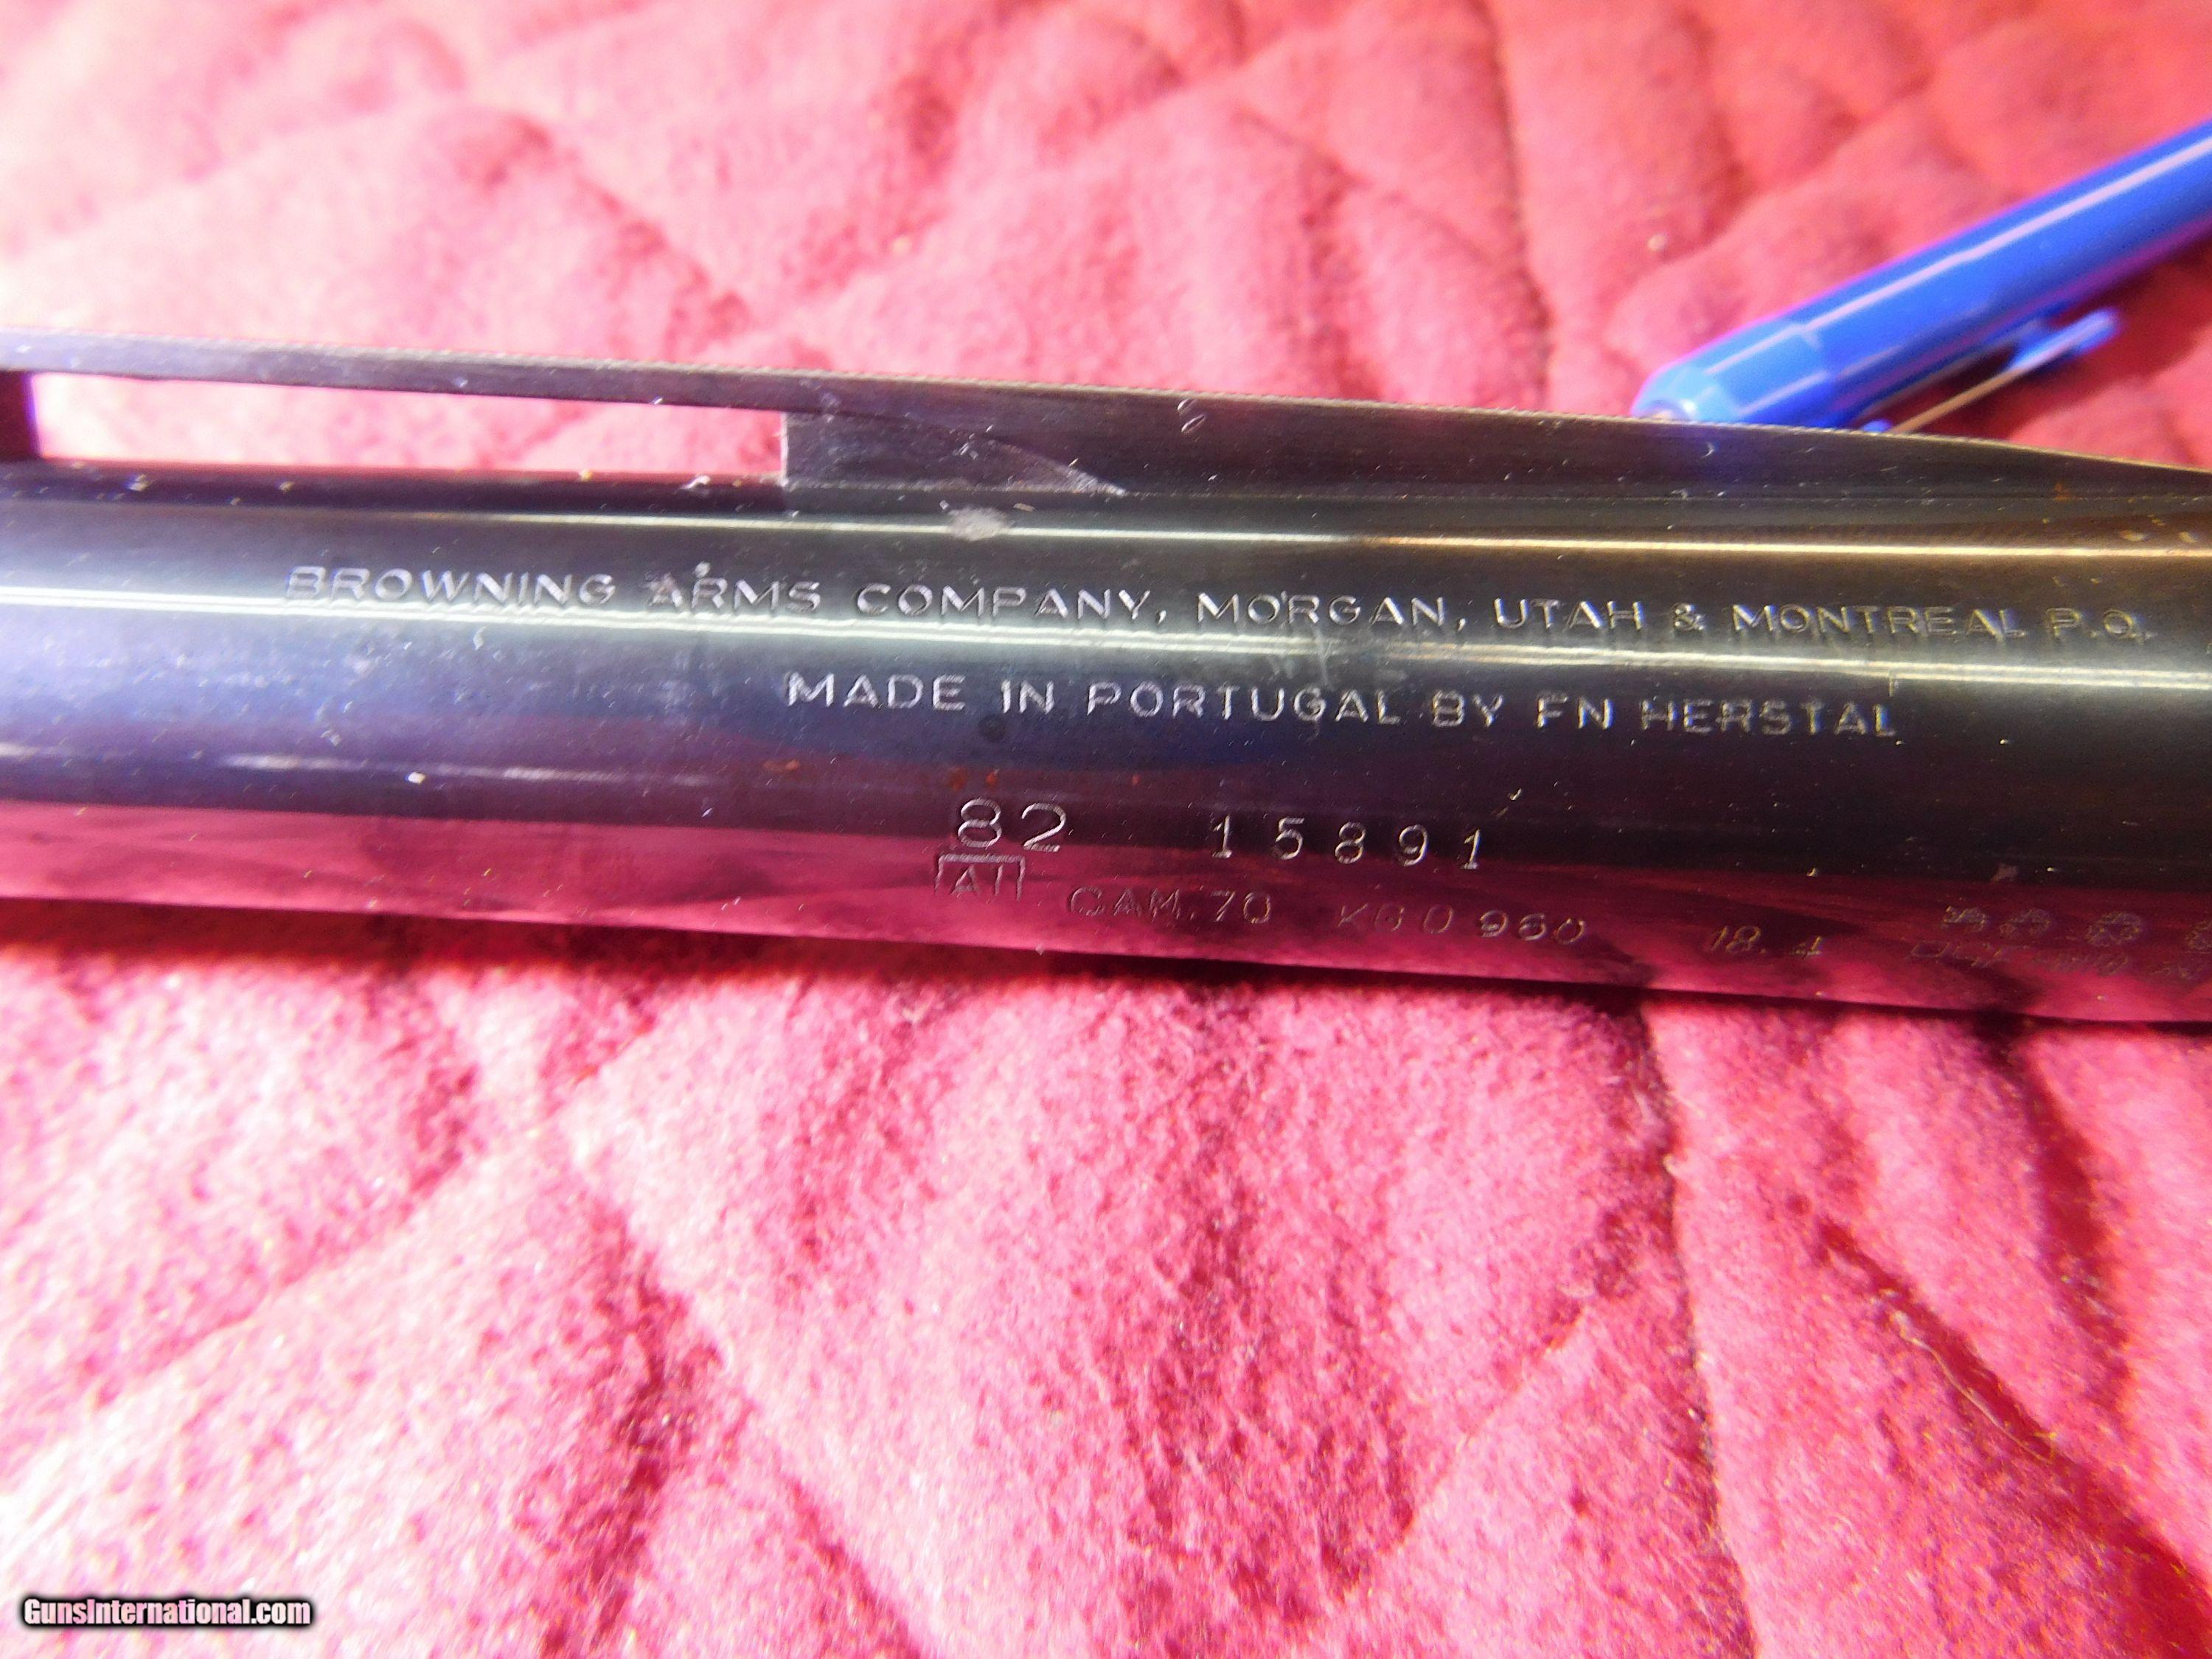 BROWNING ARMS COMPANY, MORGAN, UTAH & MONTREAL P.Q.
MADE IN PORTUGAL BY FN HERSTAL
82 15891
CAM.70 KGO 960 18.4
GunsInternational.com